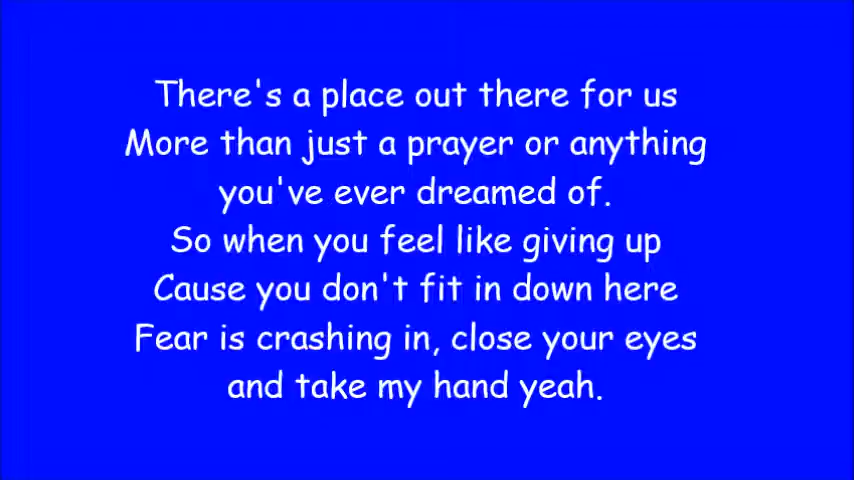 There's a place out there for us
More than just a prayer or anything
you've ever dreamed of.
So when you feel like giving up
Cause you don't fit in down here
Fear is crashing in, close your eyes
and take my hand yeah.